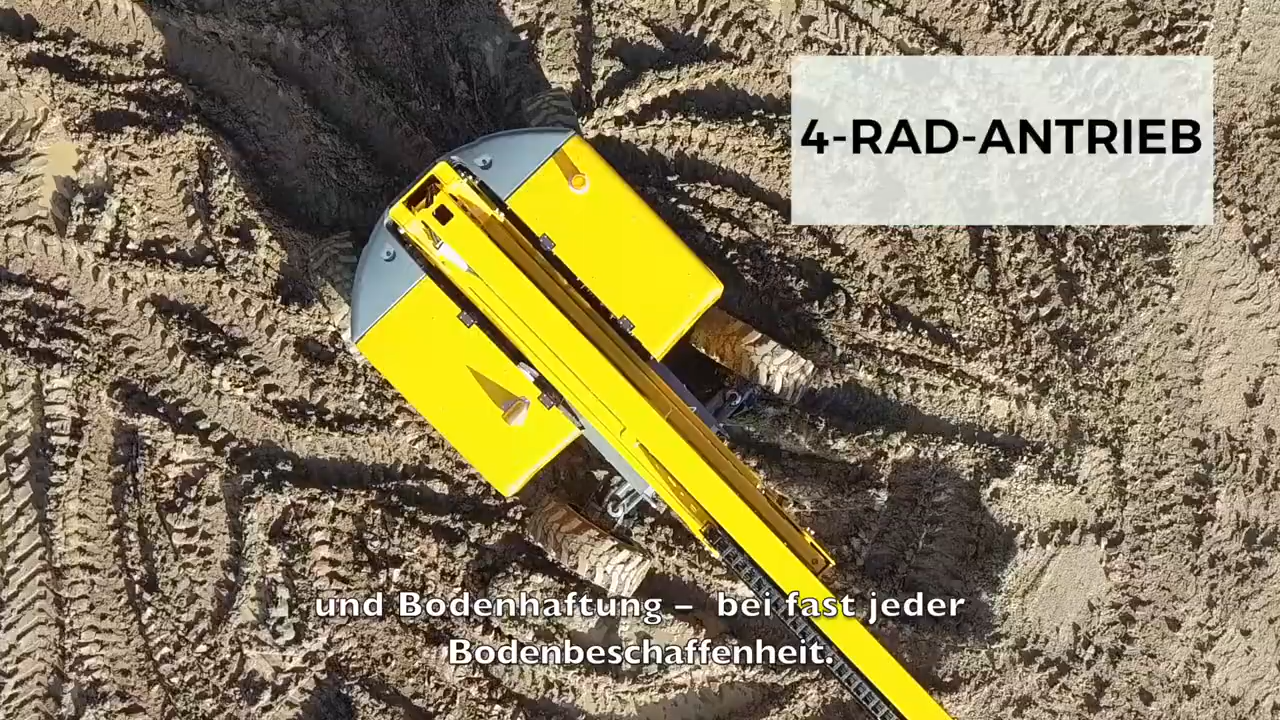 4-RAD-ANTRIEB
und Bodenhaftung – bei fast jeder
Bodenbeschaffenheit.